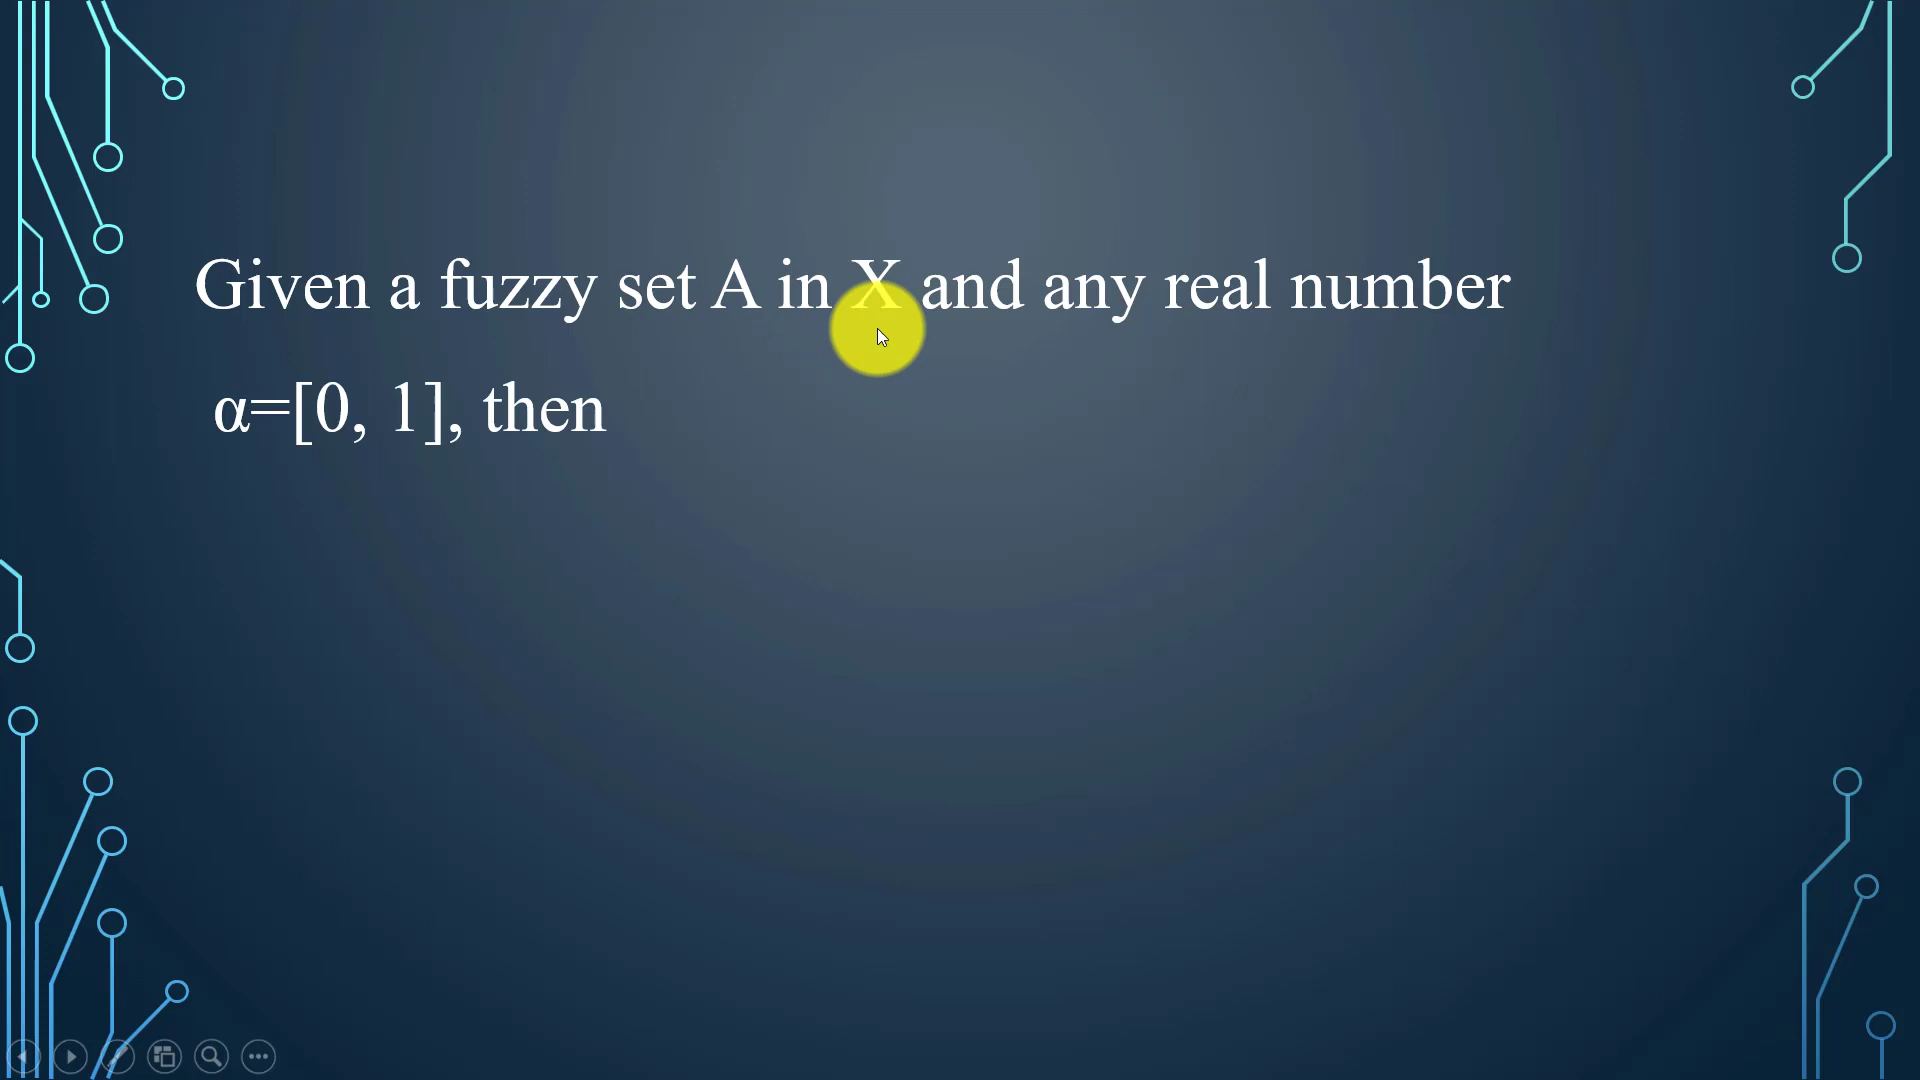 Given a fuzzy set A in X and any real number
α=[0, 1], then